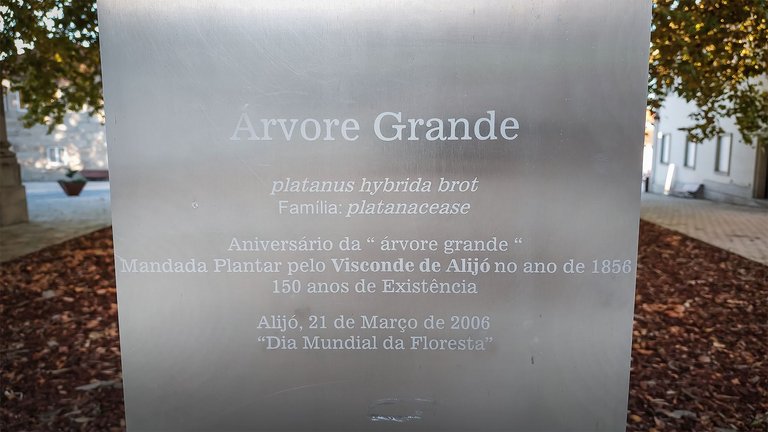 Árvore Grande
platanus hybrida brot
Família: platanacease
Aniversário da “ árvore grande “
Mandada Plantar pelo Visconde de Alijó no ano de 1856
150 anos de Existência
Alijó, 21 de Março de 2006
“Dia Mundial da Floresta”